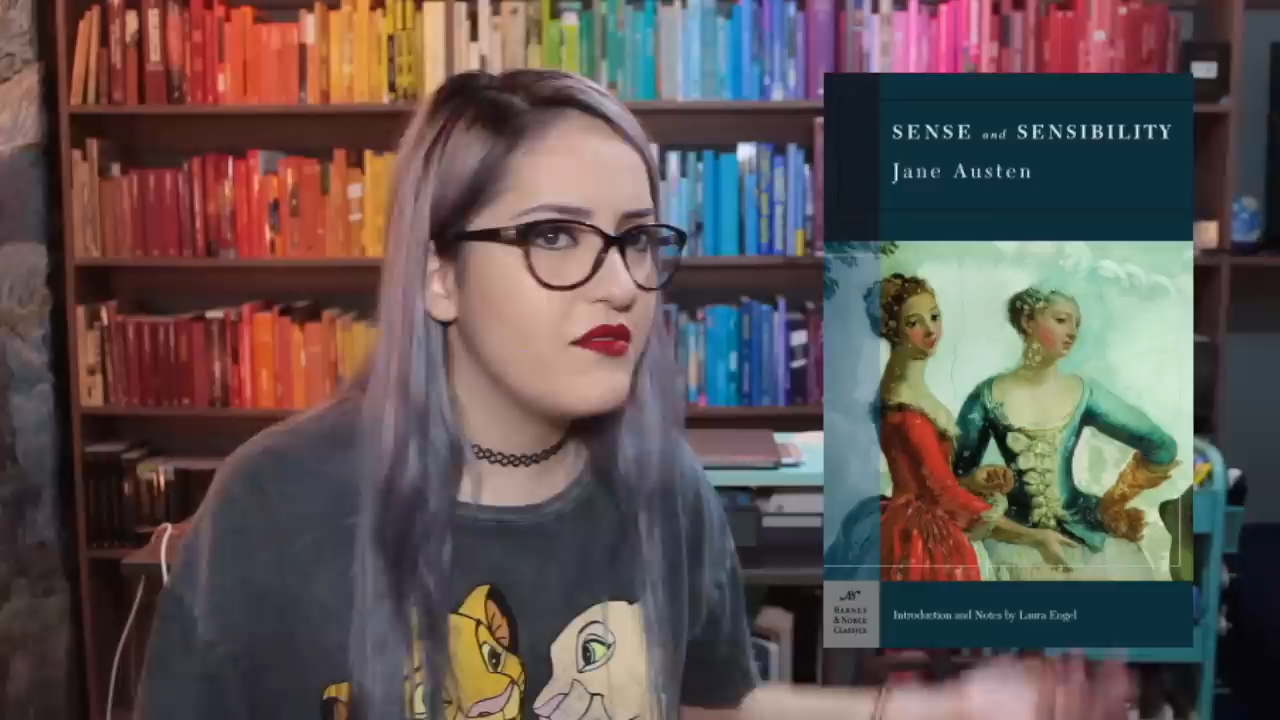 SENSE and SENSIBILITY
Jane Austen
BARNES
& NOBLE
CLASSICS
Introduction and Notes by Laura Engel